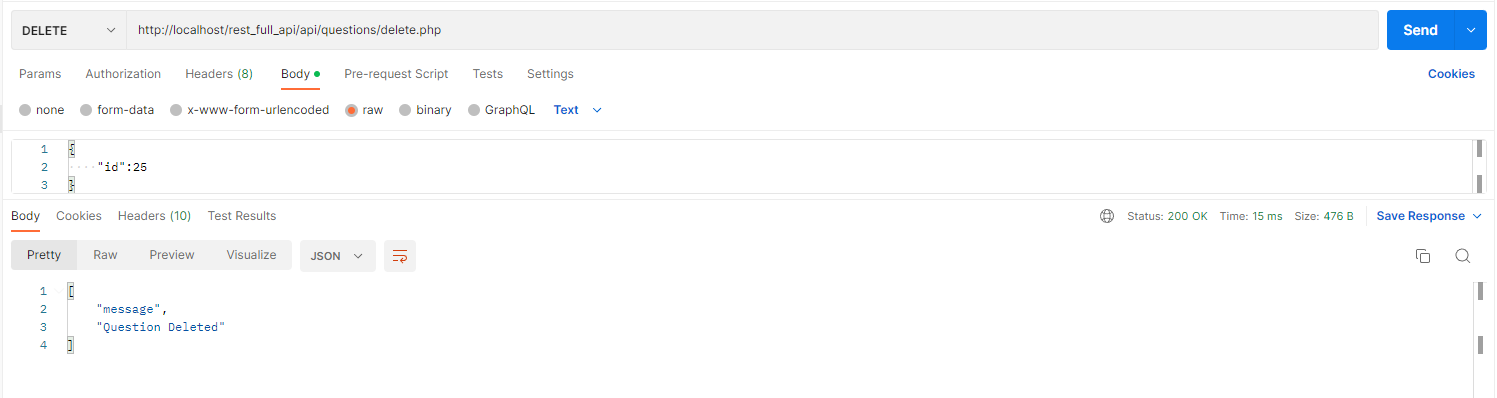 DELETE http://localhost/rest_full_api/api/questions/delete.php Send
Params Authorization Headers (8) Body Pre-request Script Tests Settings Cookies
none form-data x-www-form-urlencoded raw binary GraphQL Text
1 {
2 "id":25
3 }
Body Cookies Headers (10) Test Results Status: 200 OK Time: 15 ms Size: 476 B Save Response
Pretty Raw Preview Visualize JSON
1 [
2 "message",
3 "Question Deleted"
4 ]